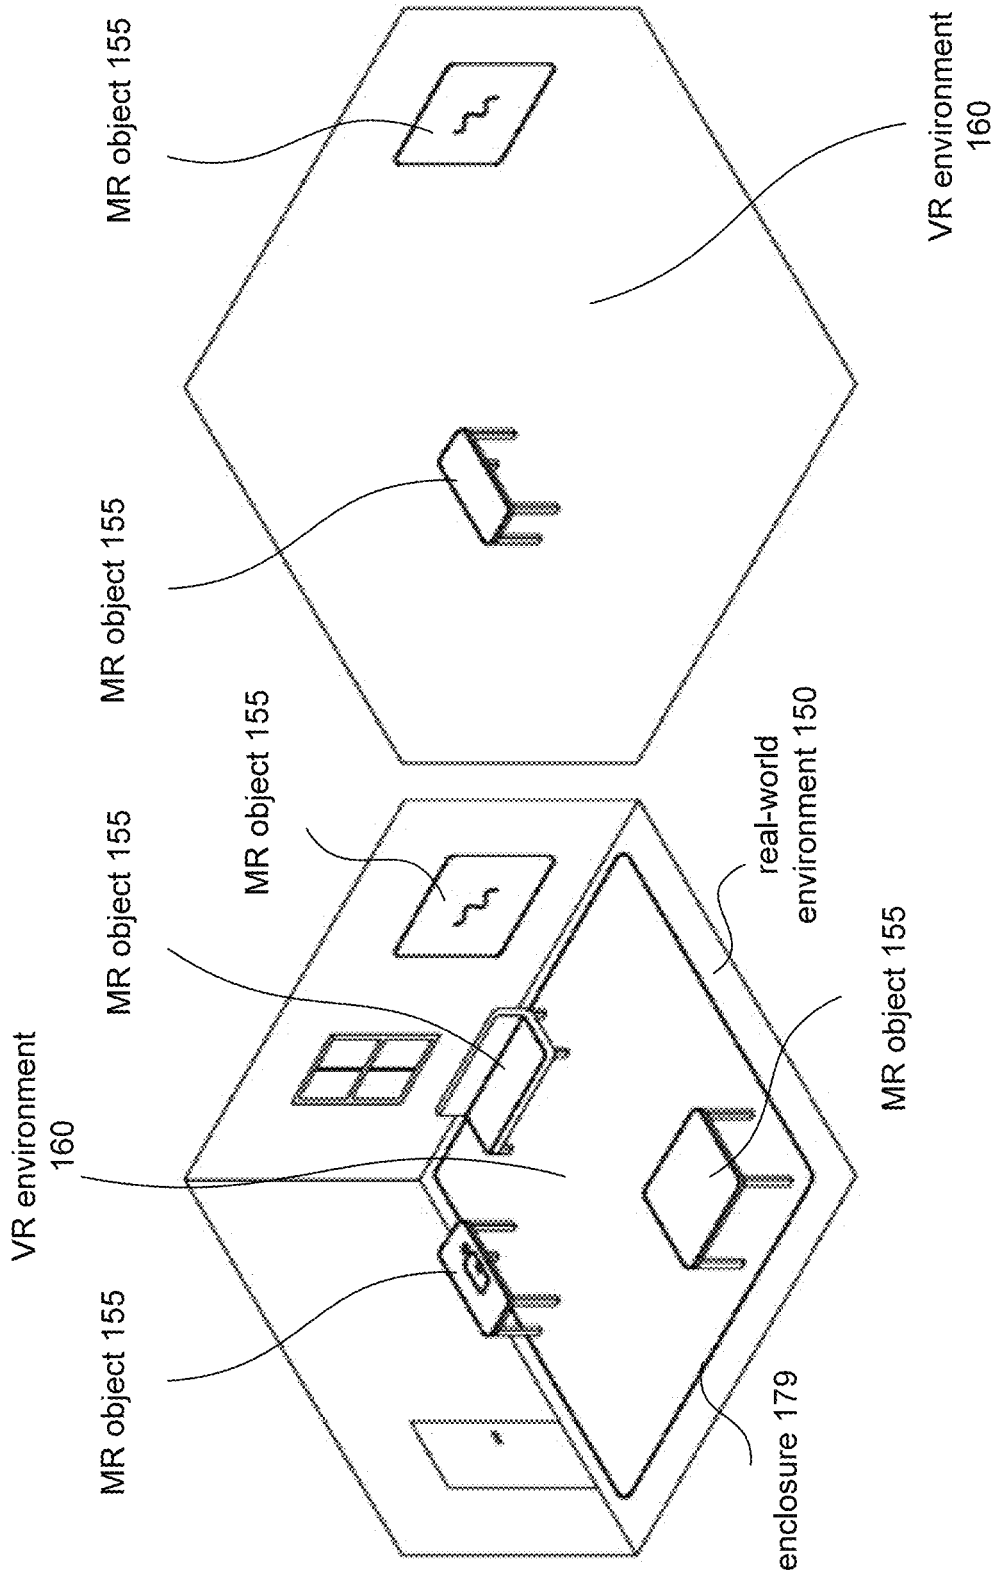 VR environment
160
MR object 155
MR object 155
MR object 155
MR object 155
real-world
environment 150
enclosure 179
MR object 155
MR object 155
MR object 155
VR environment
160